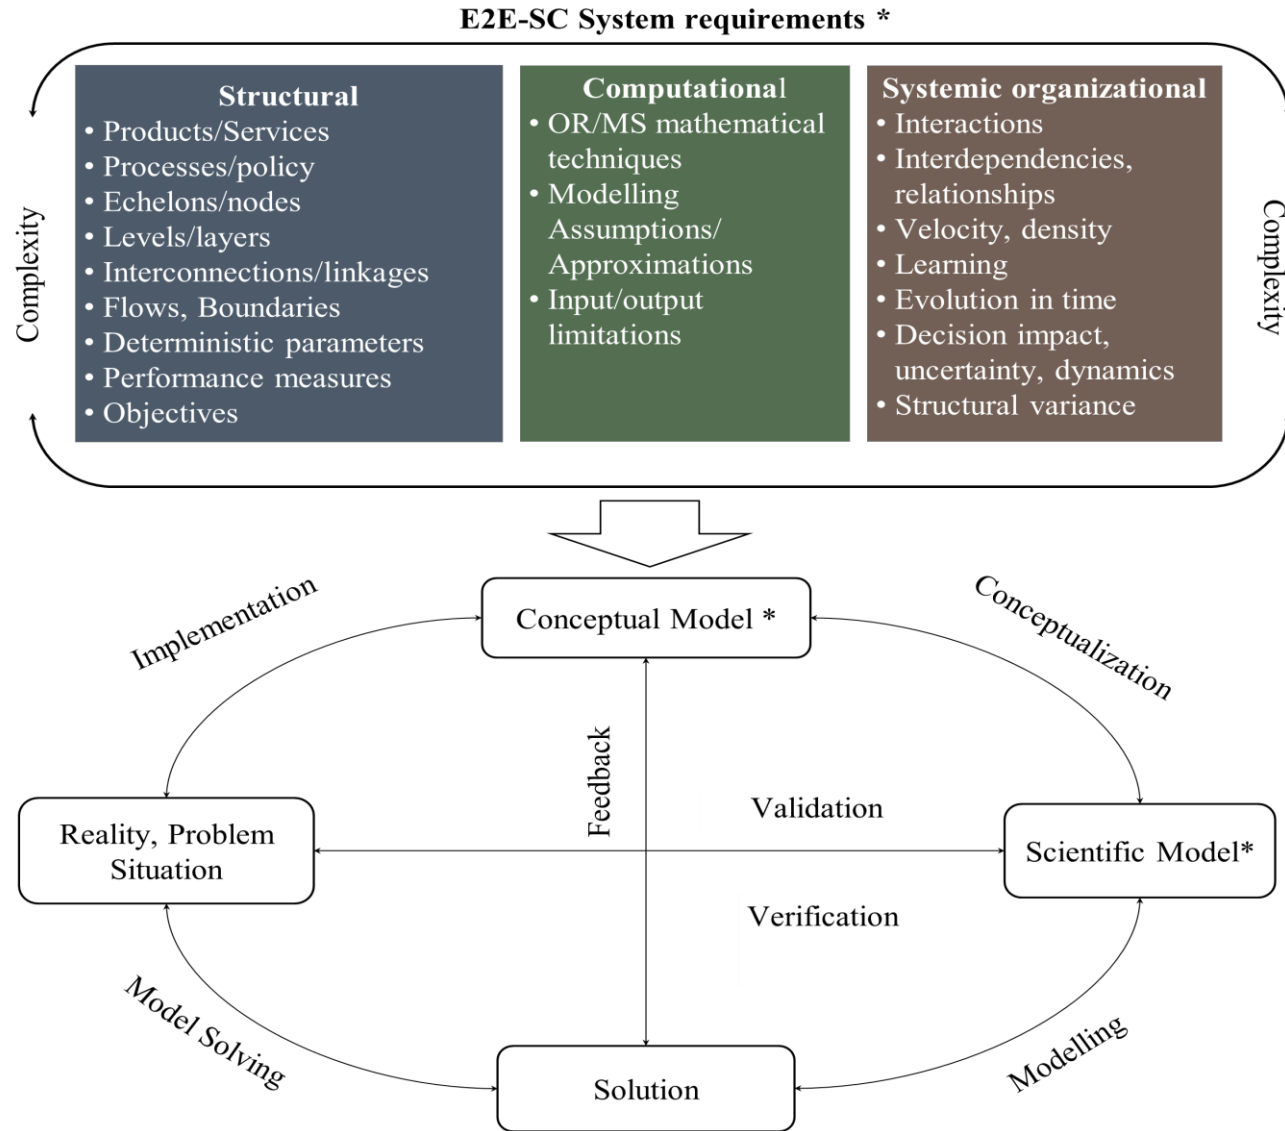 E2E-SC System requirements *
Complexity
Structural
• Products/Services
• Processes/policy
• Echelons/nodes
• Levels/layers
• Interconnections/linkages
• Flows, Boundaries
• Deterministic parameters
• Performance measures
• Objectives
Computational
• OR/MS mathematical
techniques
• Modelling
Assumptions/
Approximations
• Input/output
limitations
Systemic organizational
• Interactions
• Interdependencies,
relationships
• Velocity, density
• Learning
• Evolution in time
• Decision impact,
uncertainty, dynamics
• Structural variance
Complexity
Implementation
Conceptual Model *
Conceptualization
Feedback
Reality, Problem
Situation
Validation
Scientific Model*
Verification
Model Solving
Solution
Modelling